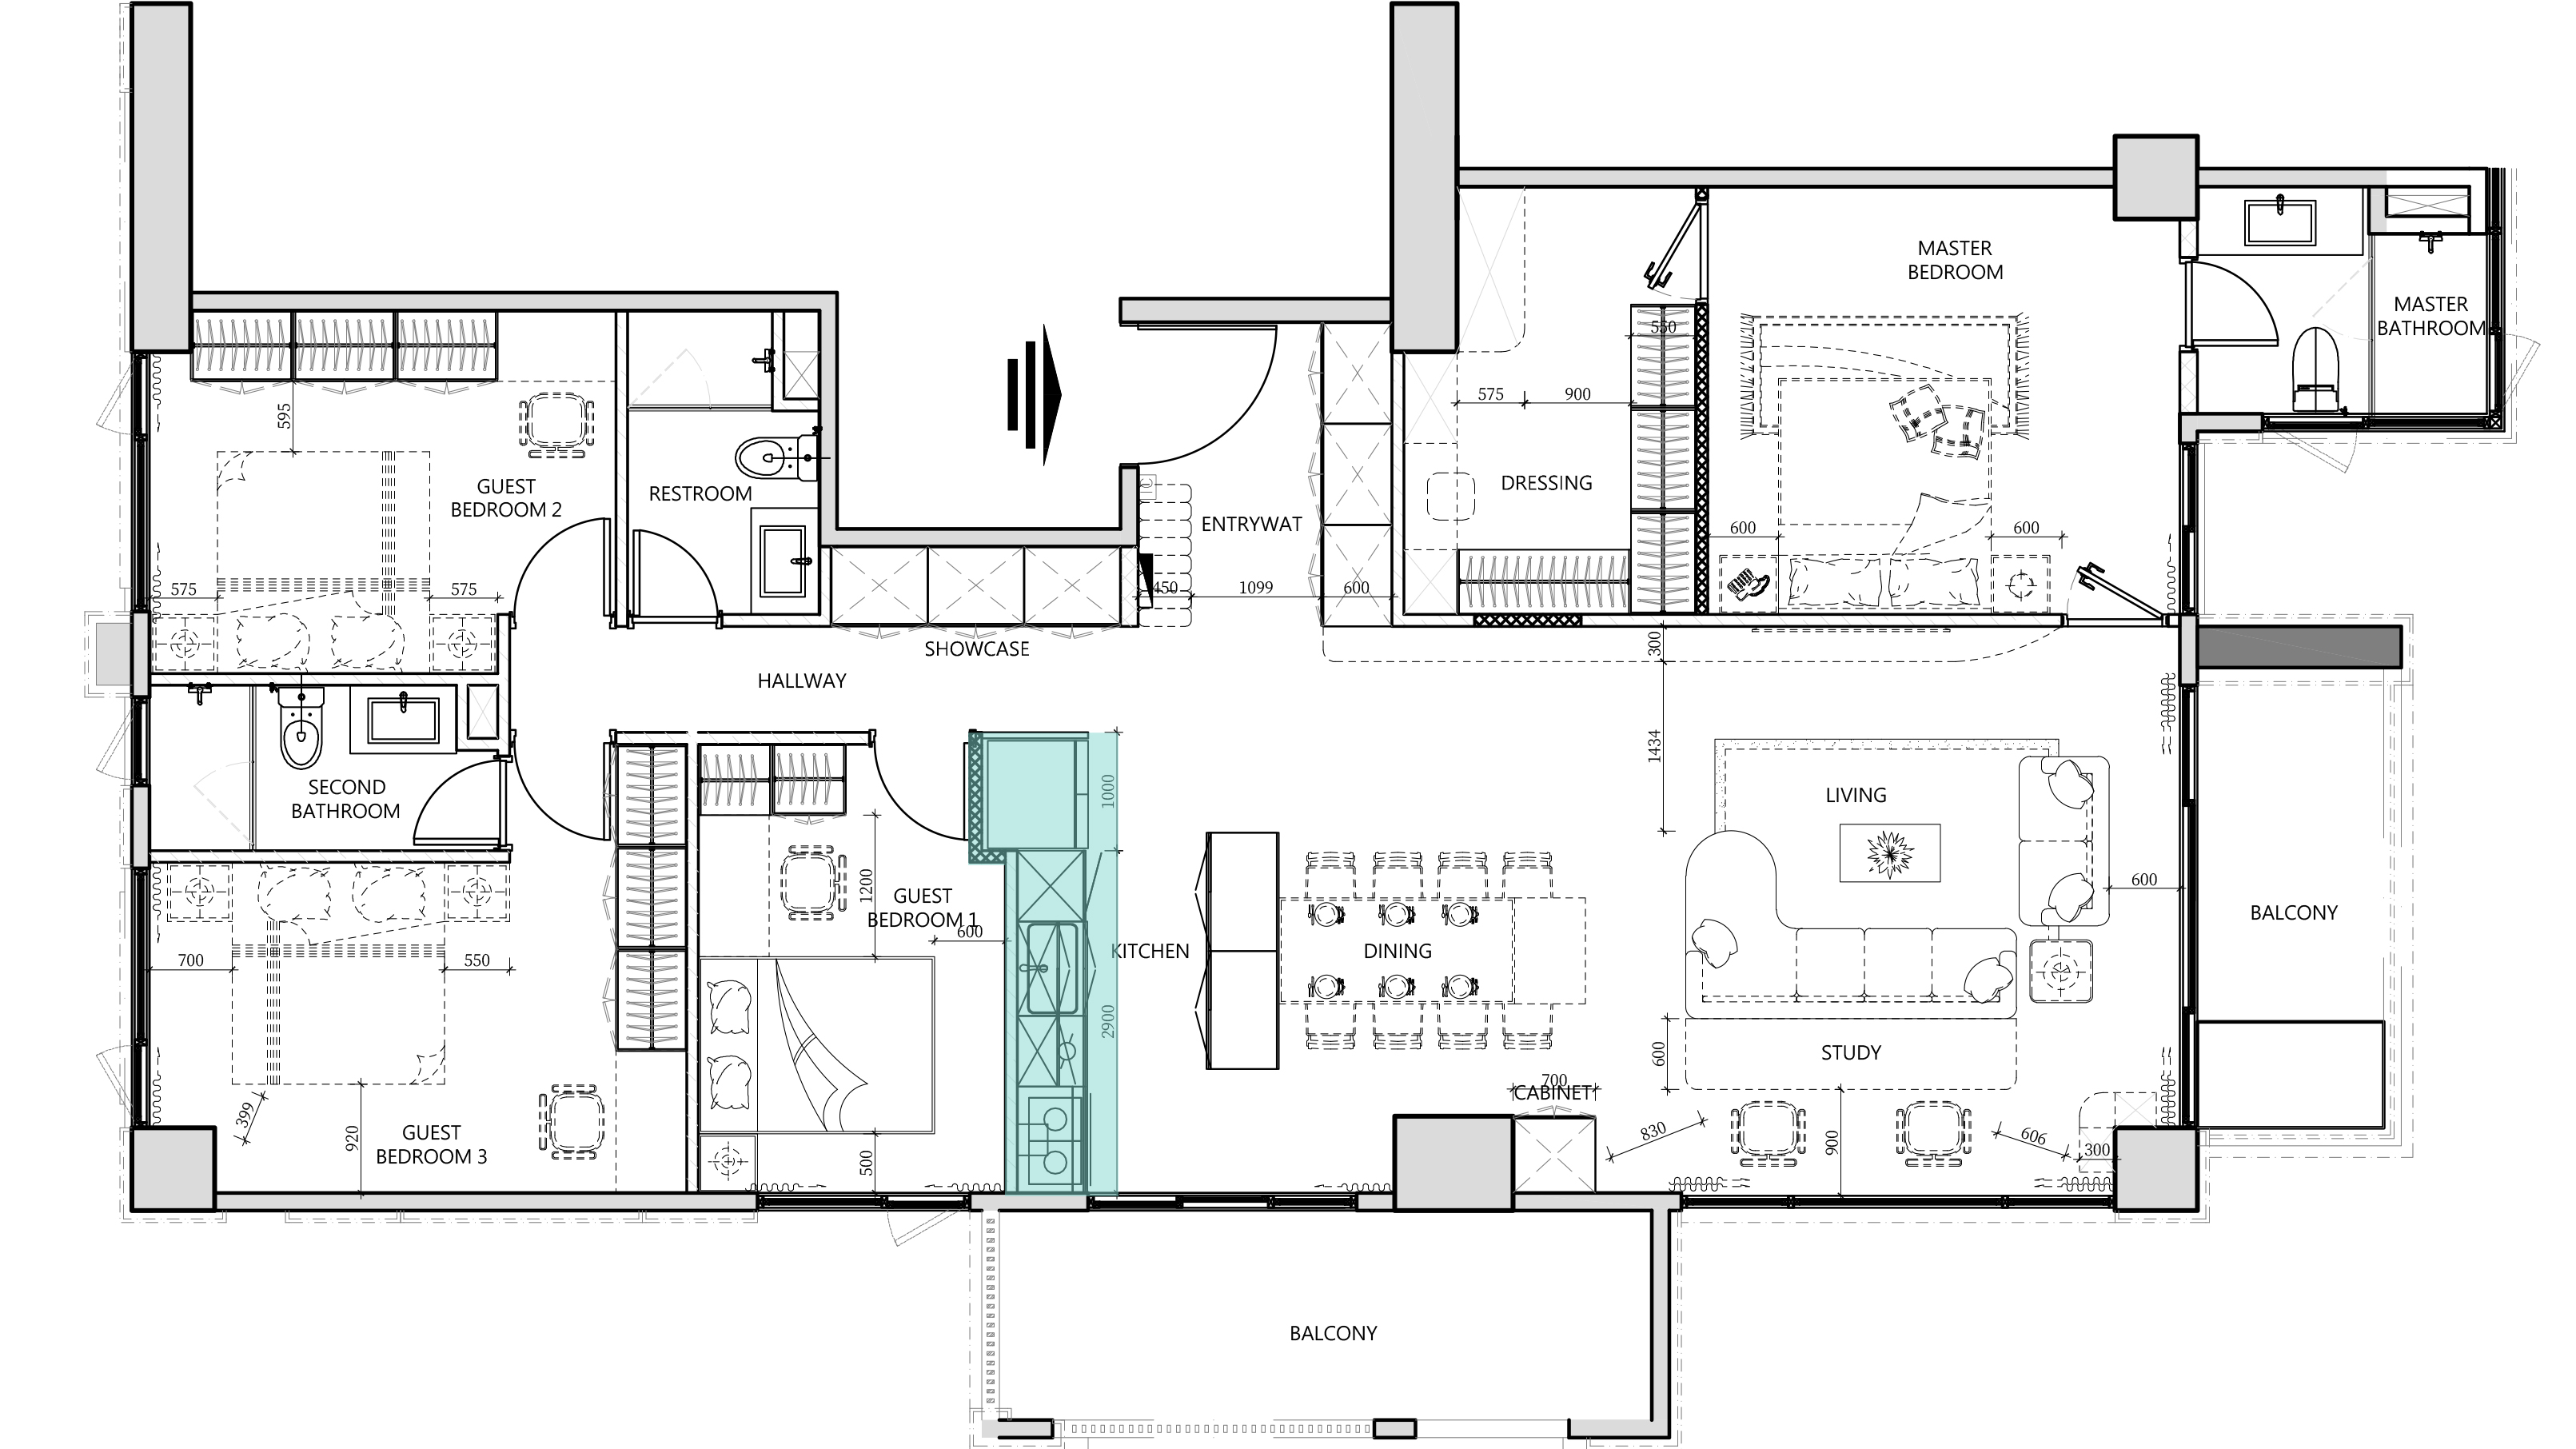 MASTER
BEDROOM
MASTER
BATHROOM
550
575
900
595
GUEST
BEDROOM 2
RESTROOM
DRESSING
ENTRYWAT
600
600
575
575
450
1099
600
SHOWCASE
300
HALLWAY
1434
SECOND
BATHROOM
1000
LIVING
1200
GUEST
BEDROOM 1
600
600
BALCONY
KITCHEN
DINING
700
550
2900
STUDY
600
700
CABINET
399
920
GUEST
BEDROOM 3
500
830
900
606
300
BALCONY